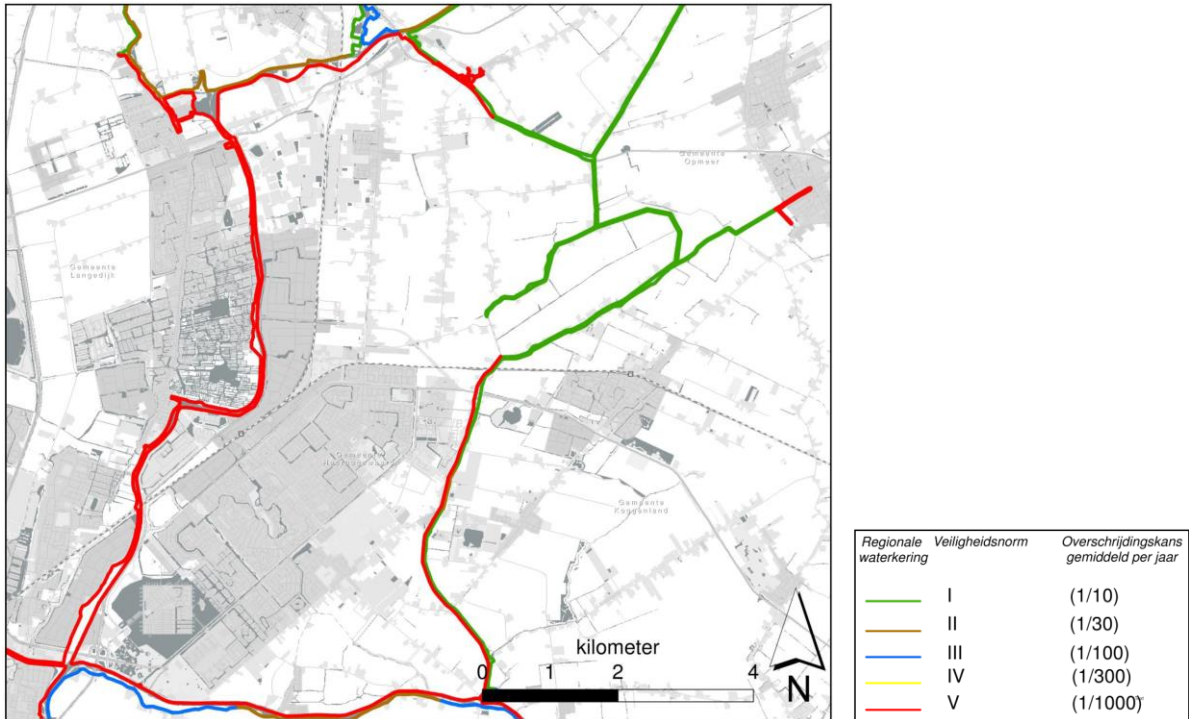 Gemeente
Opmeer
Gemeente
Langedijk
Gemeente
Gemeente
Koggenland
kilometer
0 1 2 4
N
Regionale waterkering Veiligheidsnorm Overschrijdingskans gemiddeld per jaar
I (1/10)
II (1/30)
III (1/100)
IV (1/300)
V (1/1000)